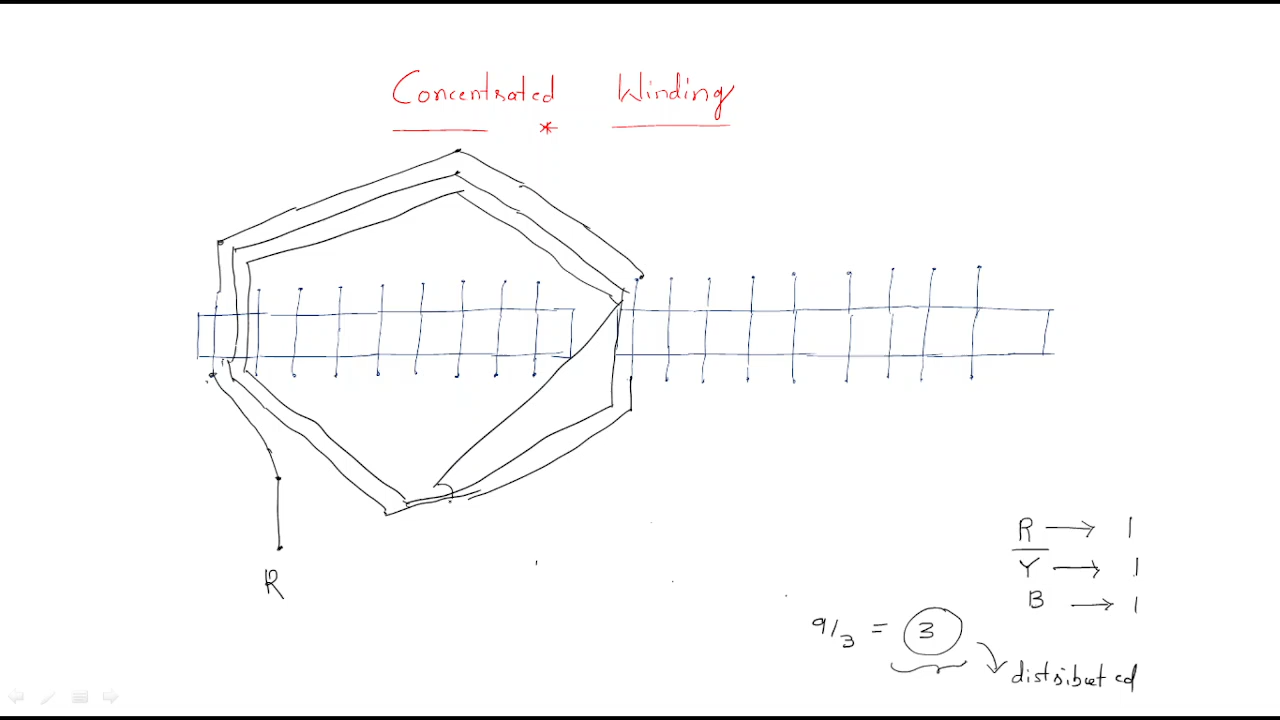 Concentrated Winding
*
R
R → 1
Y → 1
B → 1
9/3 = 3
distributed